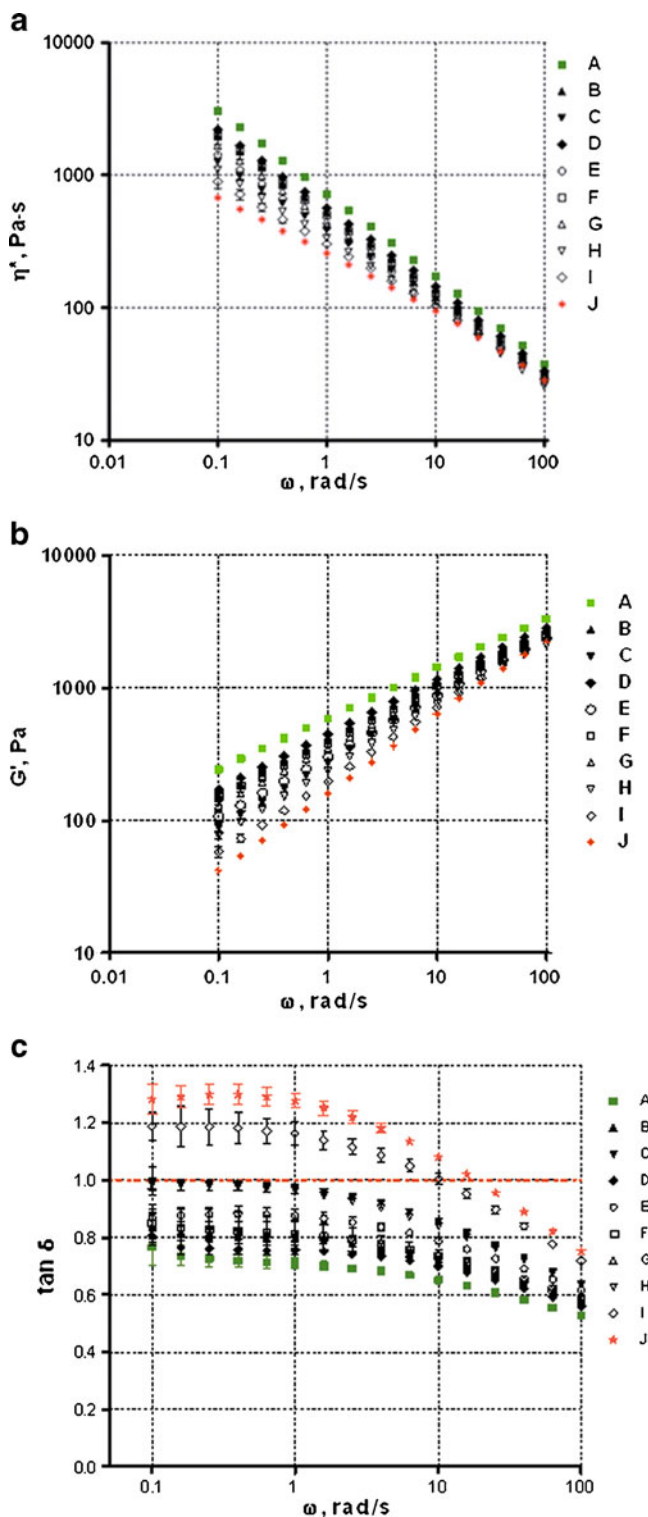 a
10000
1000
100
10
η*, Pa-s
0.01 0.1 1 10 100
ω, rad/s
A
B
C
D
E
F
G
H
I
J
b
10000
1000
100
10
G', Pa
0.01 0.1 1 10 100
ω, rad/s
A
B
C
D
E
F
G
H
I
J
c
1.4
1.2
1.0
0.8
0.6
0.4
0.2
0.0
tan δ
0.1 1 10 100
ω, rad/s
A
B
C
D
E
F
G
H
I
J